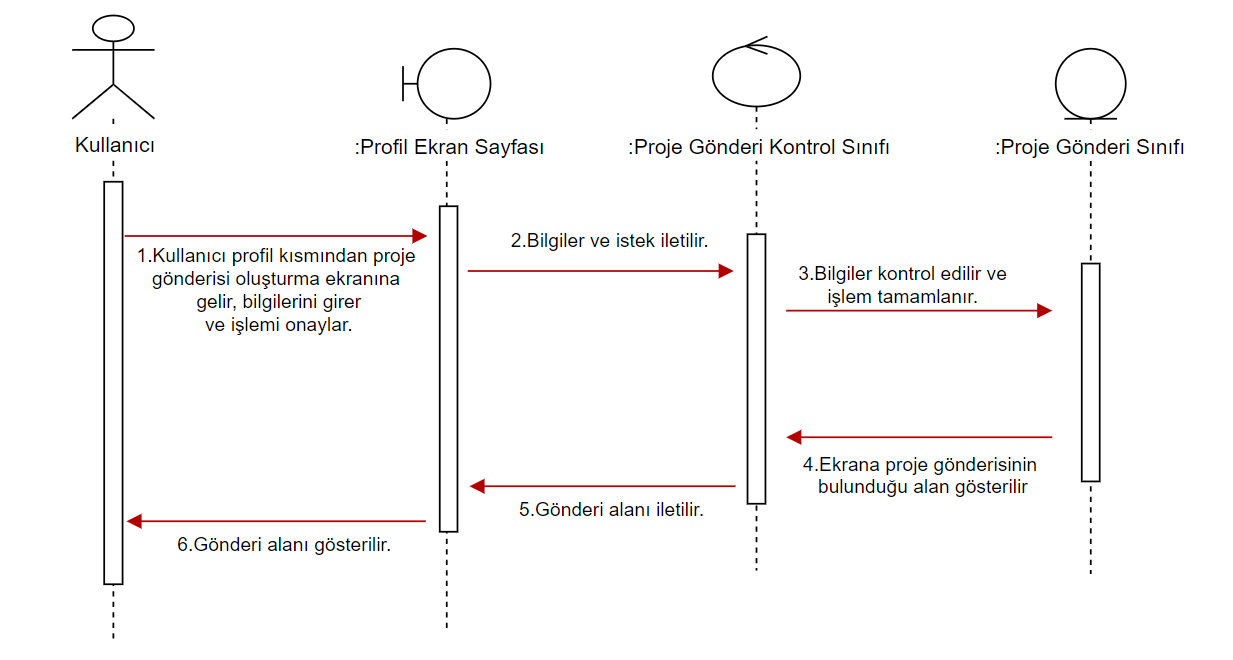 Kullanıcı
:Profil Ekran Sayfası
:Proje Gönderi Kontrol Sınıfı
:Proje Gönderi Sınıfı
1.Kullanıcı profil kısmından proje
gönderisi oluşturma ekranına
gelir, bilgilerini girer
ve işlemi onaylar.
2.Bilgiler ve istek iletilir.
3.Bilgiler kontrol edilir ve
işlem tamamlanır.
4.Ekrana proje gönderisinin
bulunduğu alan gösterilir
5.Gönderi alanı iletilir.
6.Gönderi alanı gösterilir.